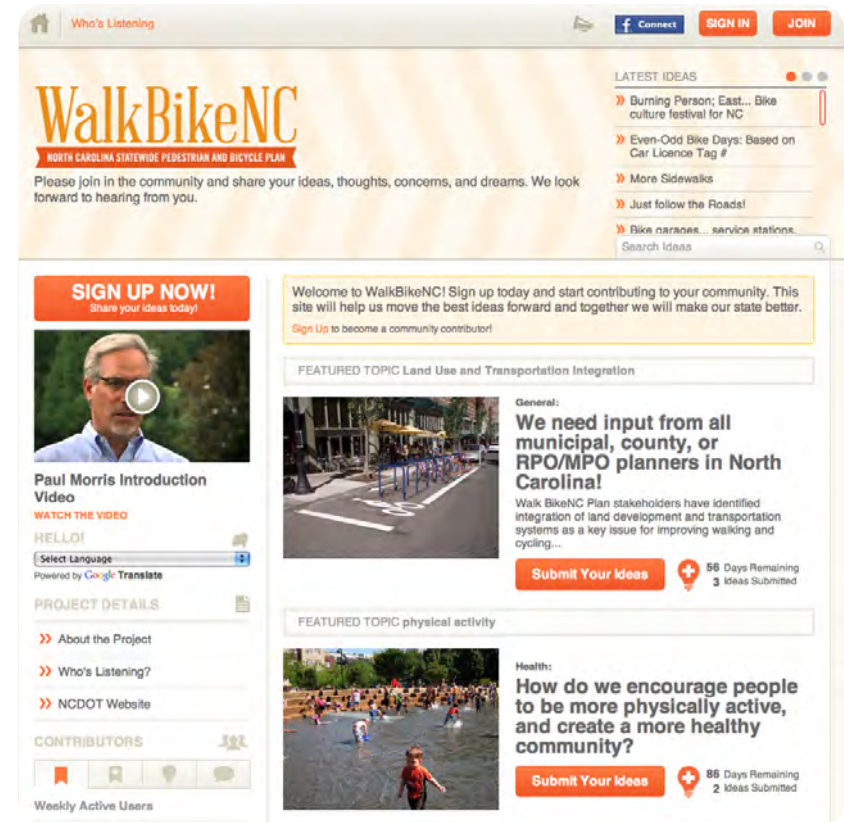 Who's Listening
f Connect
SIGN IN
JOIN
WalkBikeNC
NORTH CAROLINA STATEWIDE PEDESTRIAN AND BICYCLE PLAN
Please join in the community and share your ideas, thoughts, concerns, and dreams. We look
forward to hearing from you.
LATEST IDEAS
» Burning Person; East... Bike
culture festival for NC
» Even-Odd Bike Days: Based on
Car Licence Tag #
» More Sidewalks
» Just follow the Roads!
» Bike garages... service stations,
Search Ideas
SIGN UP NOW!
Share your ideas today!
Paul Morris Introduction
Video
WATCH THE VIDEO
HELLO!
Select Language
Powered by Google Translate
PROJECT DETAILS
» About the Project
» Who's Listening?
» NCDOT Website
CONTRIBUTORS
Weekly Active Users
Welcome to WalkBikeNC! Sign up today and start contributing to your community. This
site will help us move the best ideas forward and together we will make our state better.
Sign Up to become a community contributor!
FEATURED TOPIC Land Use and Transportation Integration
General:
We need input from all
municipal, county, or
RPO/MPO planners in North
Carolina!
Walk BikeNC Plan stakeholders have identified
integration of land development and transportation
systems as a key issue for improving walking and
cycling...
Submit Your Ideas
56 Days Remaining
3 Ideas Submitted
FEATURED TOPIC physical activity
Health:
How do we encourage people
to be more physically active,
and create a more healthy
community?
Submit Your Ideas
86 Days Remaining
2 Ideas Submitted